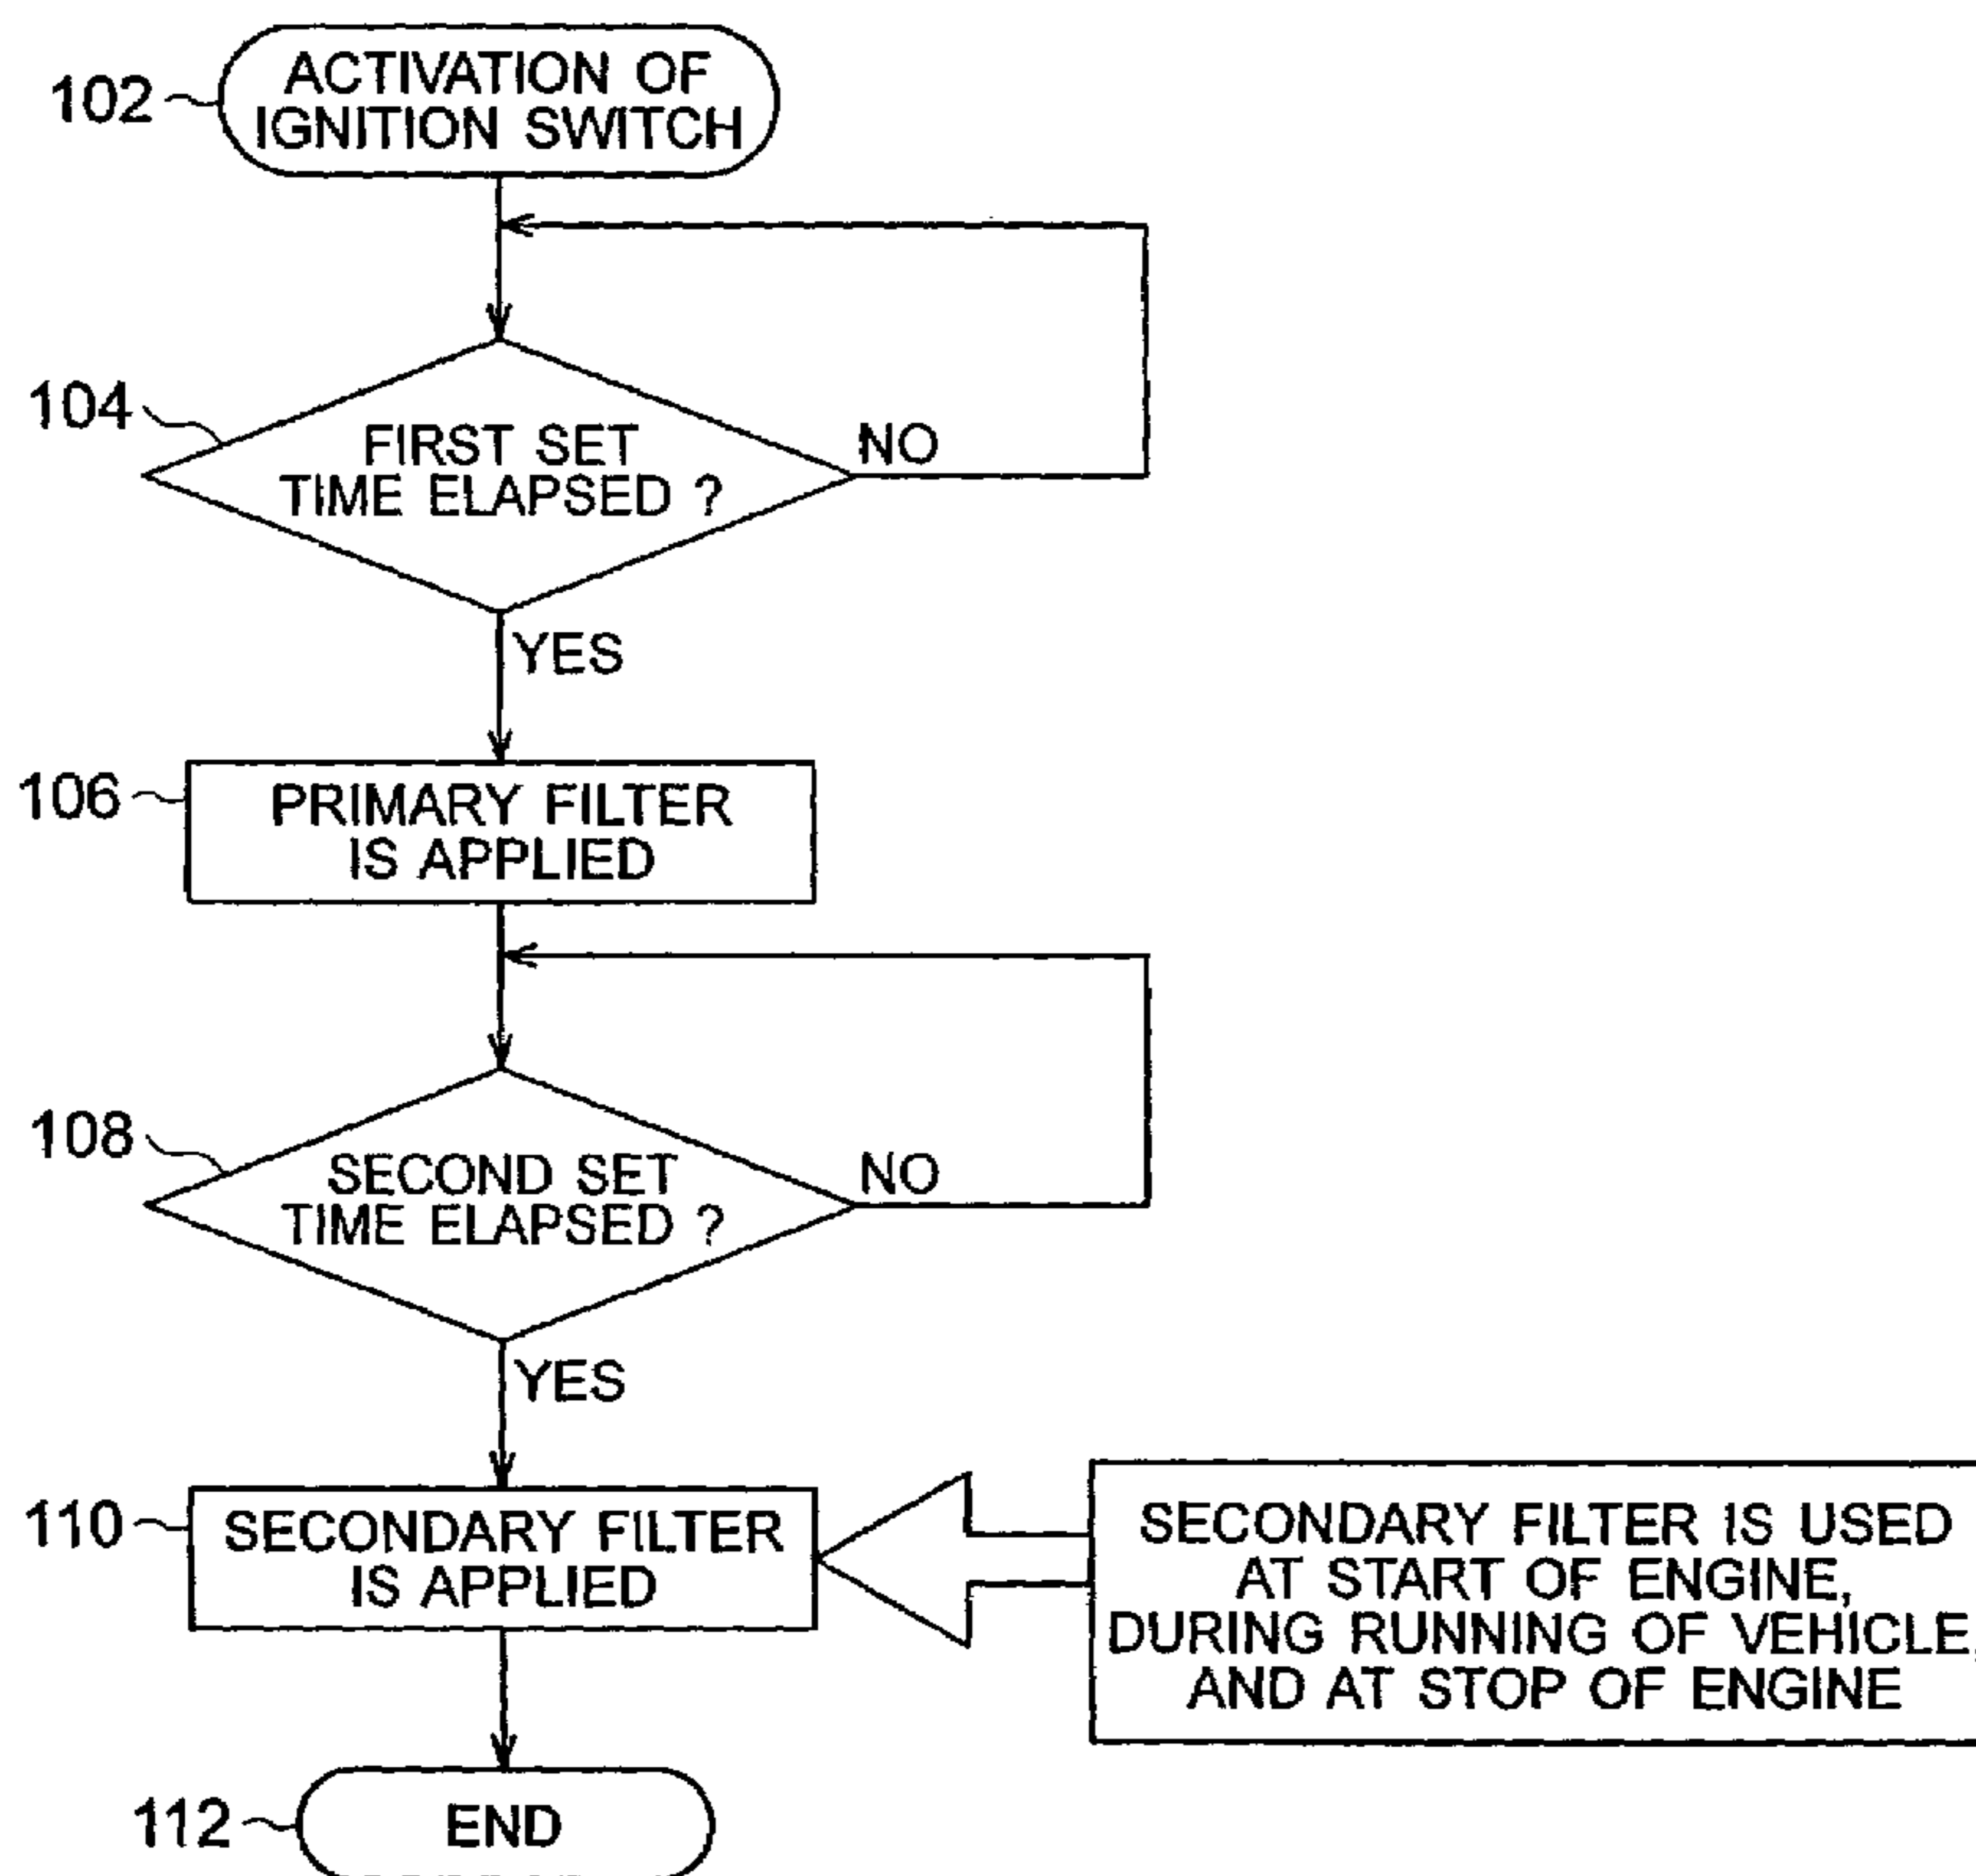 102
ACTIVATION OF
IGNITION SWITCH
104
FIRST SET
TIME ELAPSED ?
NO
YES
106
PRIMARY FILTER
IS APPLIED
108
SECOND SET
TIME ELAPSED ?
NO
YES
110
SECONDARY FILTER
IS APPLIED
SECONDARY FILTER IS USED
AT START OF ENGINE,
DURING RUNNING OF VEHICLE,
AND AT STOP OF ENGINE
112
END